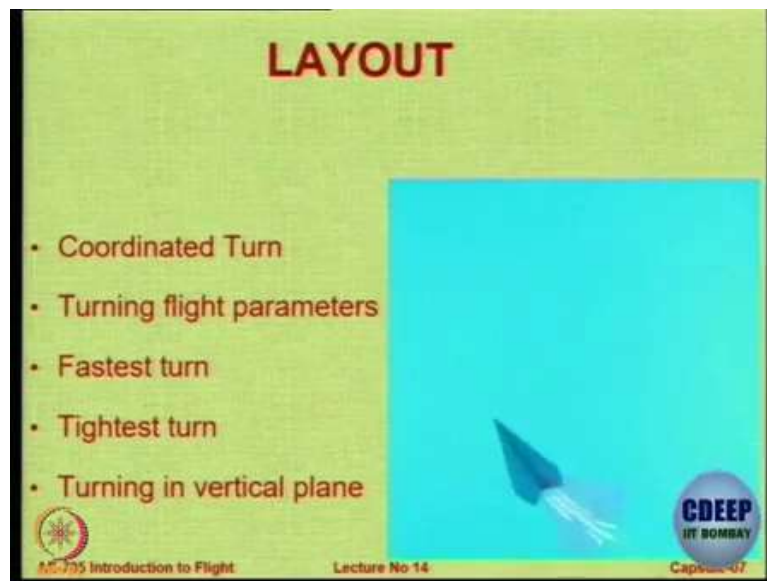 LAYOUT
• Coordinated Turn
• Turning flight parameters
• Fastest turn
• Tightest turn
• Turning in vertical plane
CDEEP
IIT BOMBAY
Introduction to Flight
Lecture No 14